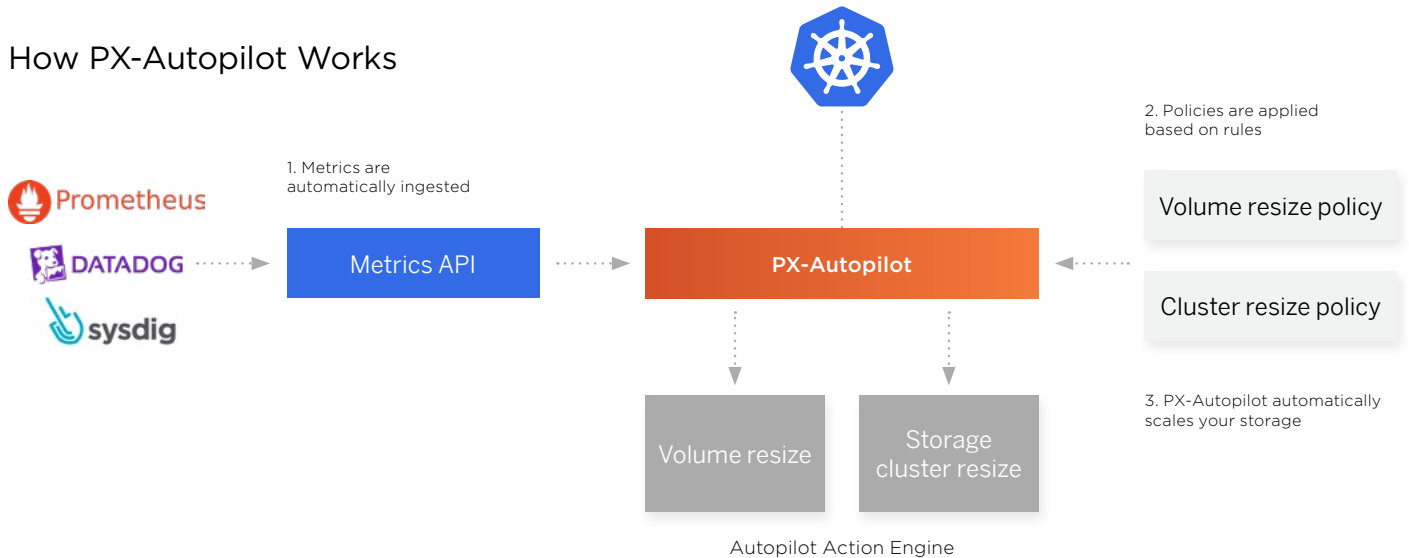 How PX-Autopilot Works
1. Metrics are
automatically ingested
Prometheus
DATADOG
sysdig
Metrics API
PX-Autopilot
2. Policies are applied
based on rules
Volume resize policy
Cluster resize policy
3. PX-Autopilot automatically
scales your storage
Volume resize
Storage
cluster resize
Autopilot Action Engine